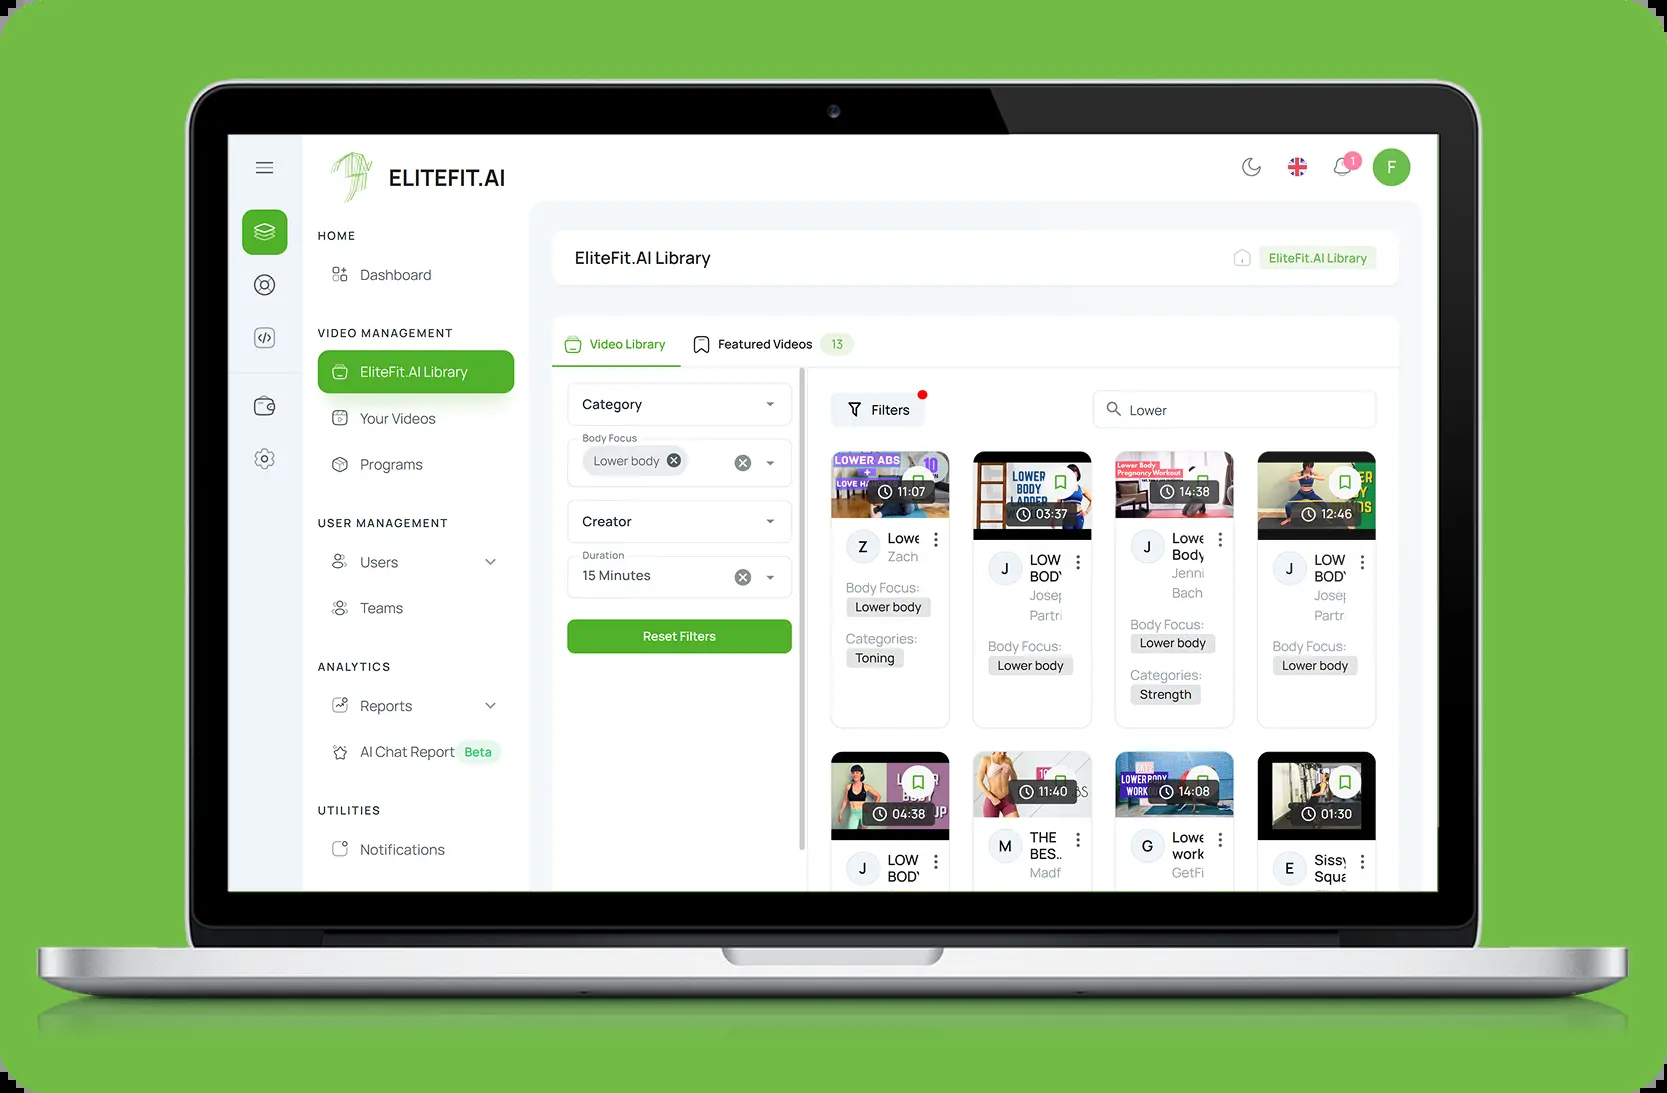 ELITEFIT.AI
1
F
HOME
Dashboard
VIDEO MANAGEMENT
EliteFit.AI Library
Your Videos
Programs
USER MANAGEMENT
Users
Teams
ANALYTICS
Reports
AI Chat Report Beta
UTILITIES
Notifications
EliteFit.AI Library
EliteFit.AI Library
Video Library
Featured Videos 13
Category
Body Focus
Lower body
Creator
Duration
15 Minutes
Reset Filters
Filters
Lower
LOWER ABS
+
10
11:07
Z
Lowe
Zach
Body Focus:
Lower body
Categories:
Toning
LOWER
BODY
03:37
J
LOW
BOD
Josep
Partri
Body Focus:
Lower body
Lower Body
Pregnancy Workout
14:38
J
Lowe
Body
Jenni
Bach
Body Focus:
Lower body
Categories:
Strength
12:46
J
LOW
BOD
Josep
Partri
Body Focus:
Lower body
04:38
J
LOW
BOD
11:40
M
THE
BES..
Madf
LOWER BODY
WORK
14:08
G
Lowe
work
GetFi
01:30
E
Sissy
Squa